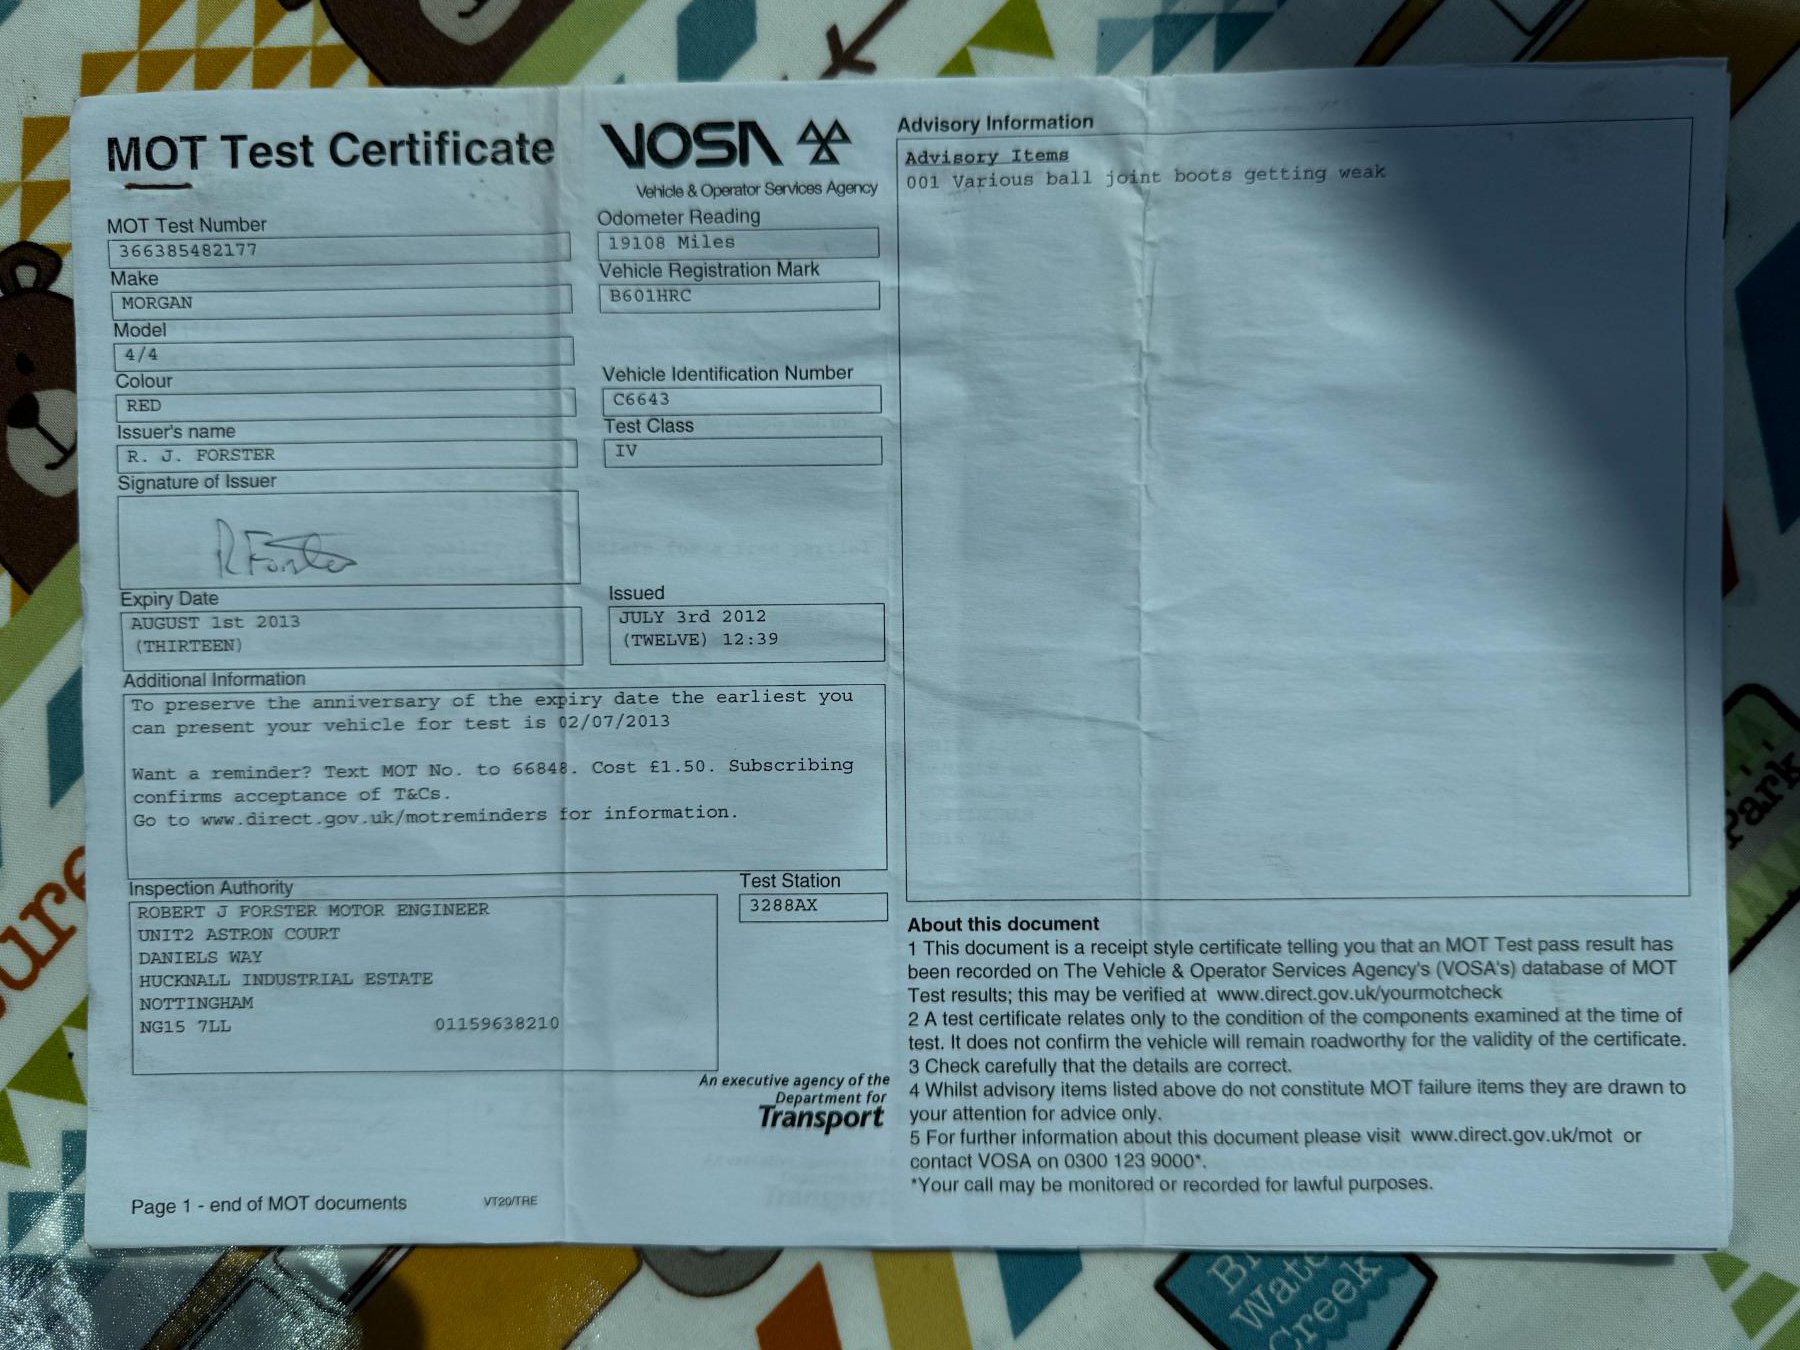 MOT Test Certificate
VOSA
Vehicle & Operator Services Agency
MOT Test Number
366385482177
Odometer Reading
19108 Miles
Make
MORGAN
Vehicle Registration Mark
B601HRC
Model
4/4
Colour
RED
Vehicle Identification Number
C6643
Issuer's name
R. J. FORSTER
Test Class
IV
Signature of Issuer
R Forster
Expiry Date
AUGUST 1st 2013
(THIRTEEN)
Issued
JULY 3rd 2012
(TWELVE) 12:39
Additional Information
To preserve the anniversary of the expiry date the earliest you
can present your vehicle for test is 02/07/2013
Want a reminder? Text MOT No. to 66848. Cost £1.50. Subscribing
confirms acceptance of T&Cs.
Go to www.direct.gov.uk/motreminders for information.
Inspection Authority
ROBERT J FORSTER MOTOR ENGINEER
UNIT2 ASTRON COURT
DANIELS WAY
HUCKNALL INDUSTRIAL ESTATE
NOTTINGHAM
NG15 7LL 01159638210
Test Station
3288AX
An executive agency of the
Department for
Transport
Page 1 - end of MOT documents VT20/TRE
Advisory Information
Advisory Items
001 Various ball joint boots getting weak
About this document
1 This document is a receipt style certificate telling you that an MOT Test pass result has
been recorded on The Vehicle & Operator Services Agency's (VOSA's) database of MOT
Test results; this may be verified at www.direct.gov.uk/yourmotcheck
2 A test certificate relates only to the condition of the components examined at the time of
test. It does not confirm the vehicle will remain roadworthy for the validity of the certificate.
3 Check carefully that the details are correct.
4 Whilst advisory items listed above do not constitute MOT failure items they are drawn to
your attention for advice only.
5 For further information about this document please visit www.direct.gov.uk/mot or
contact VOSA on 0300 123 9000*.
*Your call may be monitored or recorded for lawful purposes.
Park
Creek